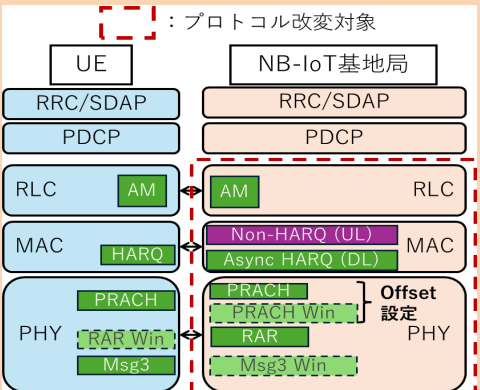 ：プロトコル改変対象
UE
NB-IoT基地局
RRC/SDAP
RRC/SDAP
PDCP
PDCP
RLC
AM
AM
RLC
MAC
HARQ
Non-HARQ (UL)
Async HARQ (DL)
MAC
PHY
PRACH
RAR Win
Msg3
PRACH
PRACH Win
RAR
Msg3 Win
Offset
設定
PHY